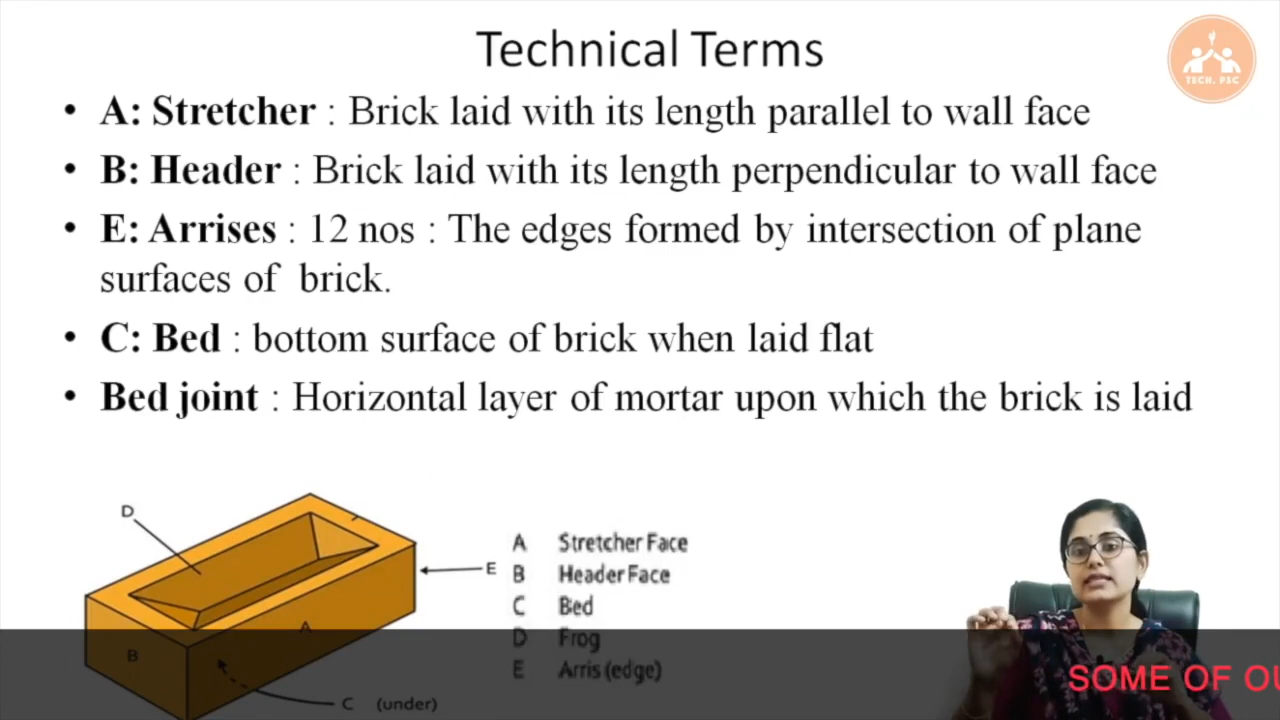 Technical Terms
TECH. PSC
• A: Stretcher : Brick laid with its length parallel to wall face
• B: Header : Brick laid with its length perpendicular to wall face
• E: Arrises : 12 nos : The edges formed by intersection of plane
surfaces of brick.
• C: Bed : bottom surface of brick when laid flat
• Bed joint : Horizontal layer of mortar upon which the brick is laid
D
E
A
B
C (under)
A Stretcher Face
B Header Face
C Bed
D Frog
E Arris (edge)
SOME OF OU